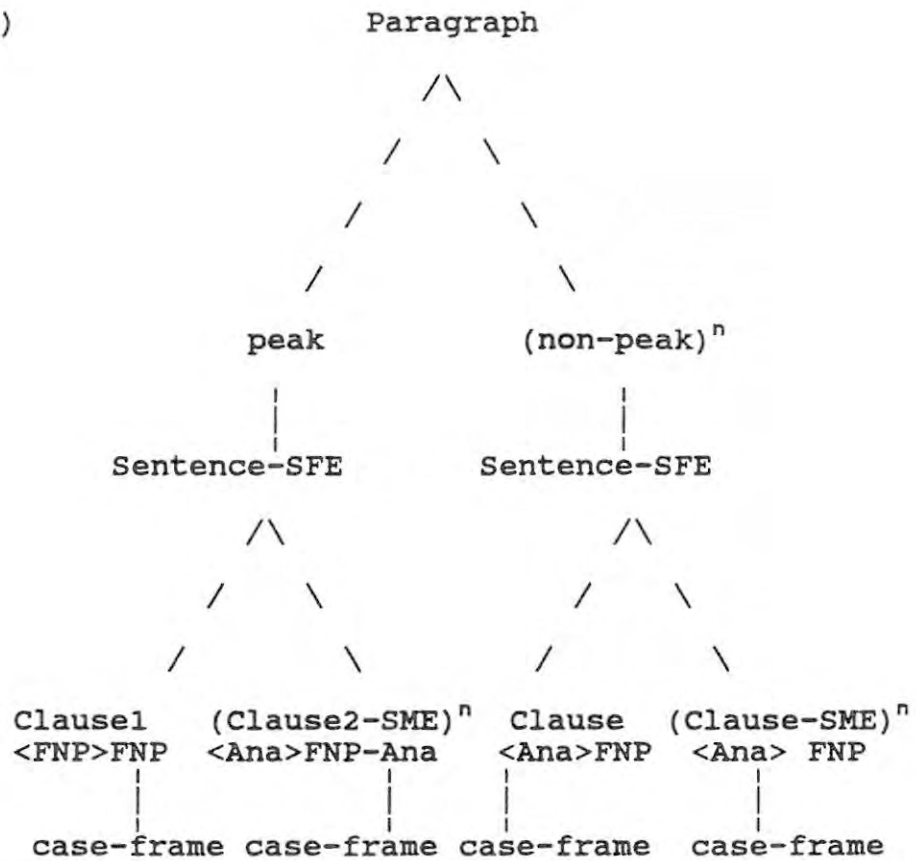 )
Paragraph
/\
/ \
/ \
/ \
peak (non-peak)ⁿ
|
|
|
Sentence-SFE Sentence-SFE
/\ /\
/ \ / \
/ \ / \
Clause1 (Clause2-SME)ⁿ Clause (Clause-SME)ⁿ
<FNP>FNP <Ana>FNP-Ana <Ana>FNP <Ana> FNP
case-frame case-frame case-frame case-frame